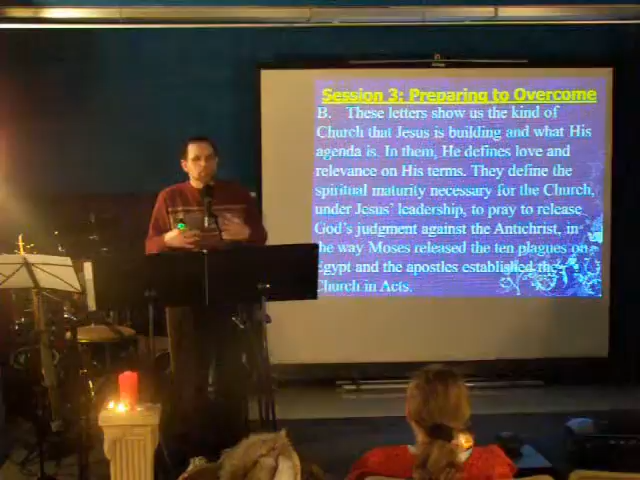 Session 3: Preparing to Overcome
B. These letters show us the kind of
Church that Jesus is building and what His
agenda is. In them, He defines love and
relevance on His terms. They define the
spiritual maturity necessary for the Church,
under Jesus' leadership, to pray to release
God's judgment against the Antichrist, in
the way Moses released the ten plagues on
Egypt and the apostles established the
Church in Acts.